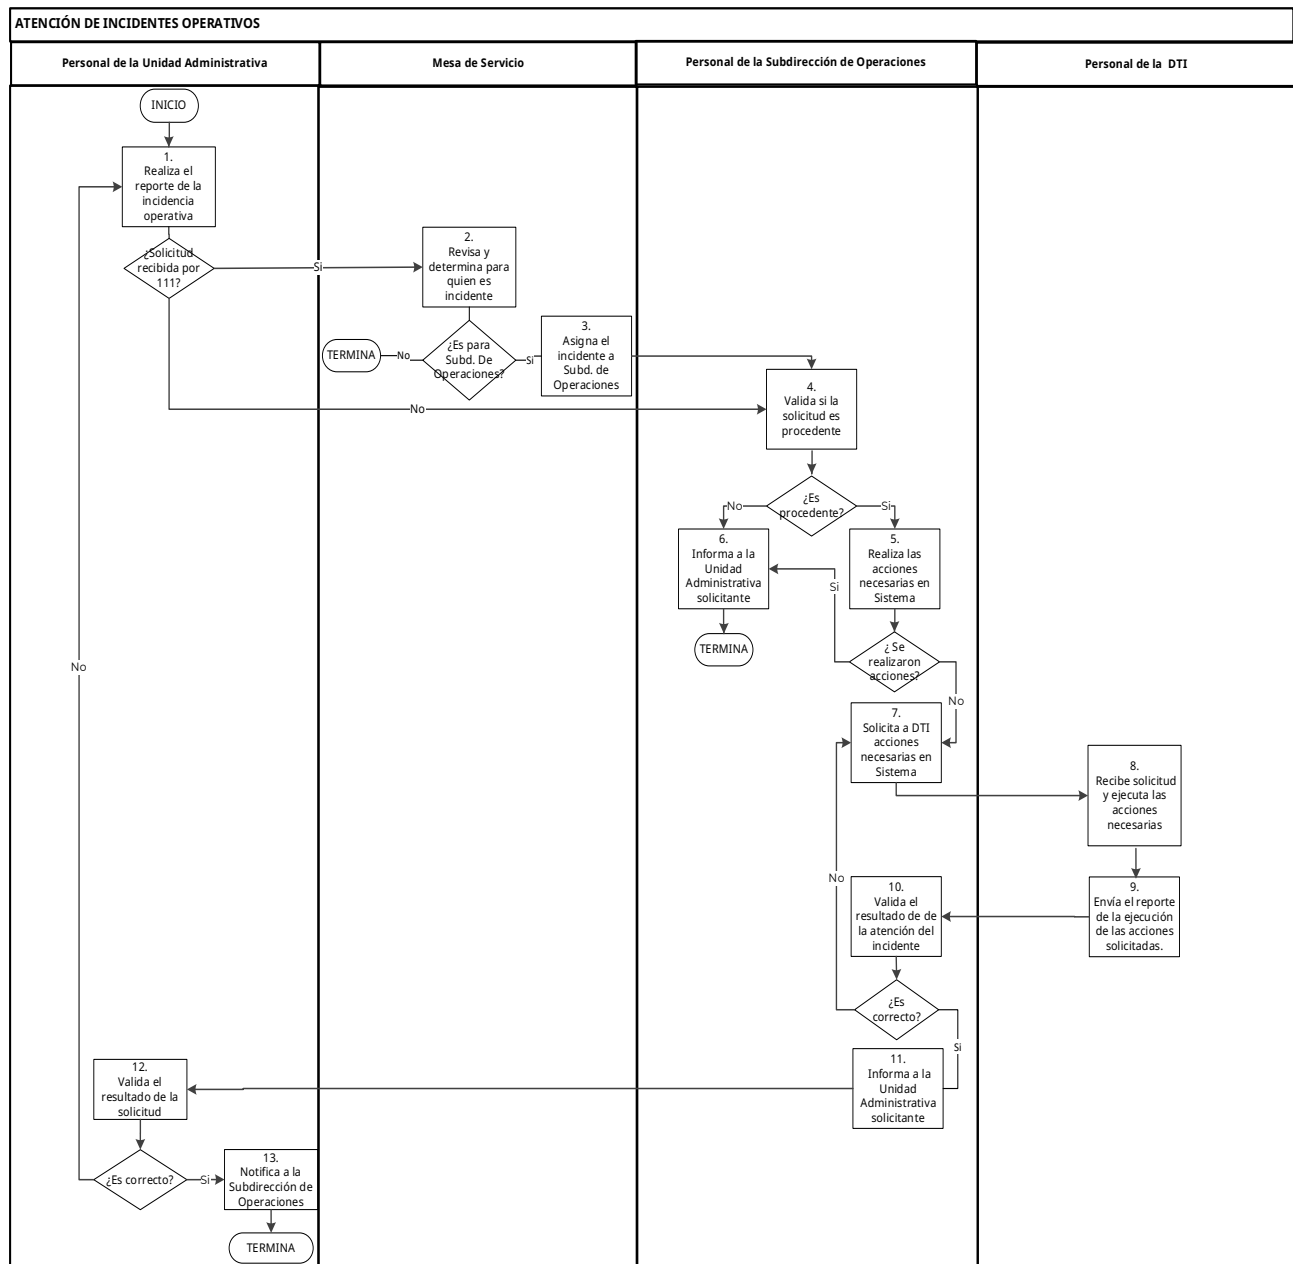 ATENCIÓN DE INCIDENTES OPERATIVOS
Personal de la Unidad Administrativa
Mesa de Servicio
Personal de la Subdirección de Operaciones
Personal de la DTI
INICIO
1.
Realiza el
reporte de la
incidencia
operativa
¿Solicitud
recibida por
111?
Si
2.
Revisa y
determina para
quien es
incidente
TERMINA
No
¿Es para
Subd. De
Operaciones?
Si
3.
Asigna el
incidente a
Subd. de
Operaciones
No
4.
Valida si la
solicitud es
procedente
No
¿Es
procedente?
Si
6.
Informa a la
Unidad
Administrativa
solicitante
Si
5.
Realiza las
acciones
necesarias en
Sistema
TERMINA
¿ Se
realizaron
acciones?
No
No
7.
Solicita a DTI
acciones
necesarias en
Sistema
8.
Recibe solicitud
y ejecuta las
acciones
necesarias
No
10.
Valida el
resultado de de
la atención del
incidente
9.
Envía el reporte
de la ejecución
de las acciones
solicitadas.
¿Es
correcto?
Si
11.
Informa a la
Unidad
Administrativa
solicitante
12.
Valida el
resultado de la
solicitud
¿Es correcto?
Si
13.
Notifica a la
Subdirección de
Operaciones
TERMINA